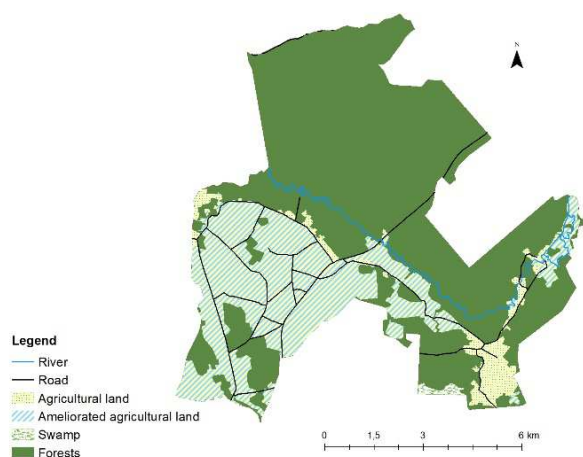 N
Legend
River
Road
Agricultural land
Ameliorated agricultural land
Swamp
Forests
0 1,5 3 6 km